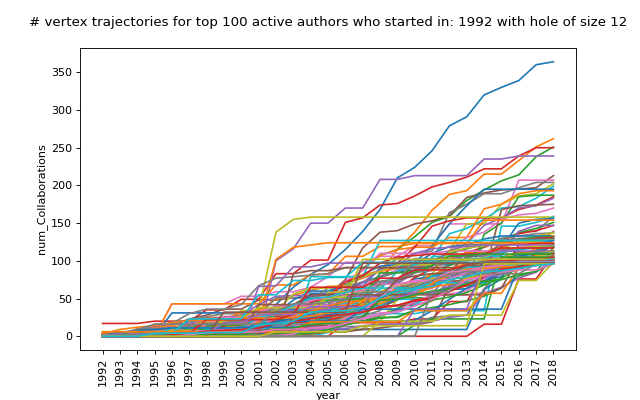 # vertex trajectories for top 100 active authors who started in: 1992 with hole of size 12
350
300
250
200
150
100
50
0
num_Collaborations
1992 1993 1994 1995 1996 1997 1998 1999 2000 2001 2002 2003 2004 2005 2006 2007 2008 2009 2010 2011 2012 2013 2014 2015 2016 2017 2018
year